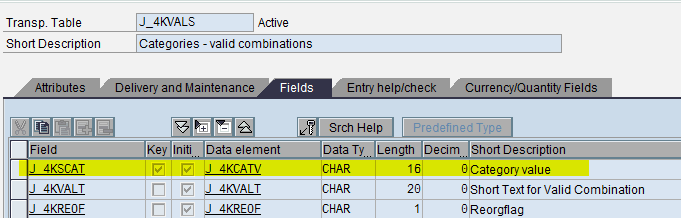 Transp. Table J_4KVALS Active
Short Description Categories - valid combinations
Attributes Delivery and Maintenance Fields Entry help/check Currency/Quantity Fields
Srch Help Predefined Type
Field Key Initi... Data element Data Ty... Length Decim... Short Description
J_4KSCAT J_4KCATV CHAR 16 0 Category value
J_4KVALT J_4KVALT CHAR 20 0 Short Text for Valid Combination
J_4KREOF J_4KREOF CHAR 1 0 Reorgflag